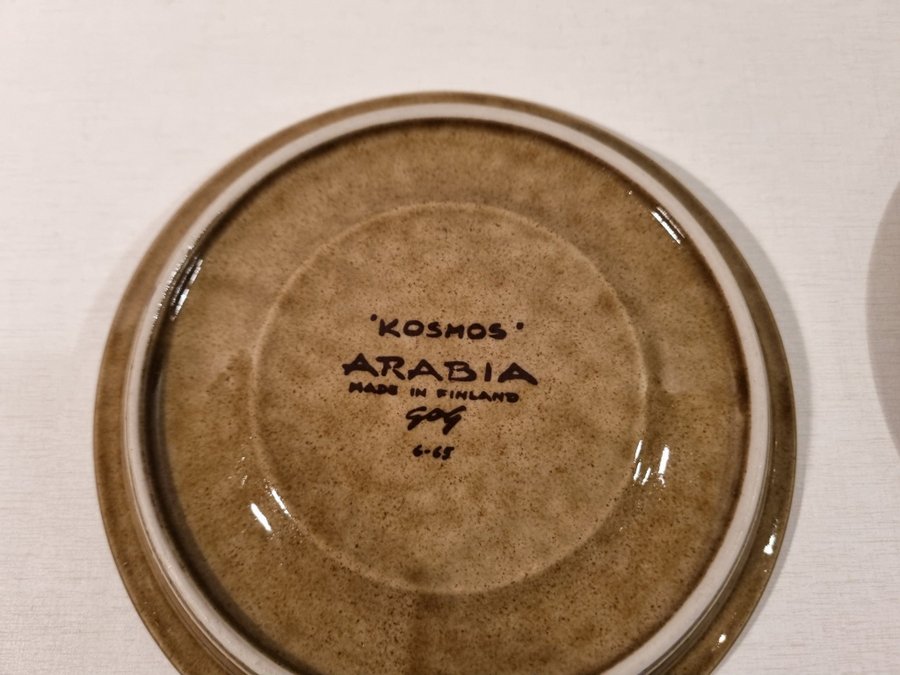 "KOSMOS"
ARABIA
MADE IN FINLAND
GOG
6-65